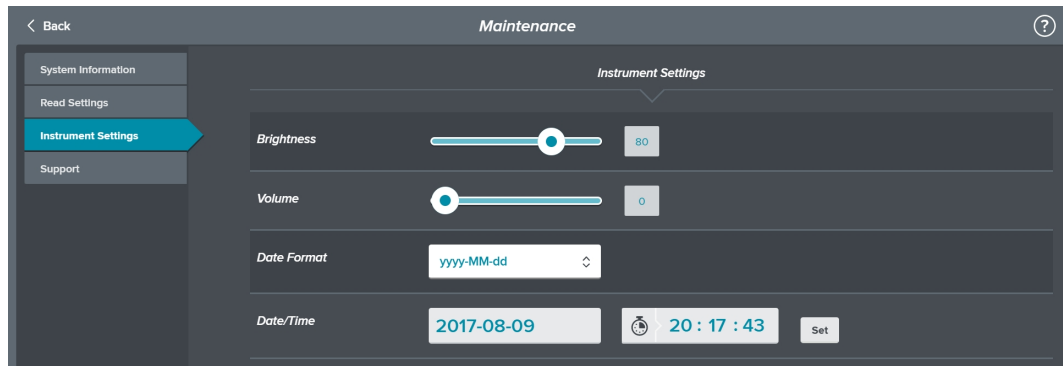 Back
Maintenance
?
System Information
Read Settings
Instrument Settings
Support
Instrument Settings
Brightness
80
Volume
0
Date Format
yyyy-MM-dd
Date/Time
2017-08-09
20 : 17 : 43
Set